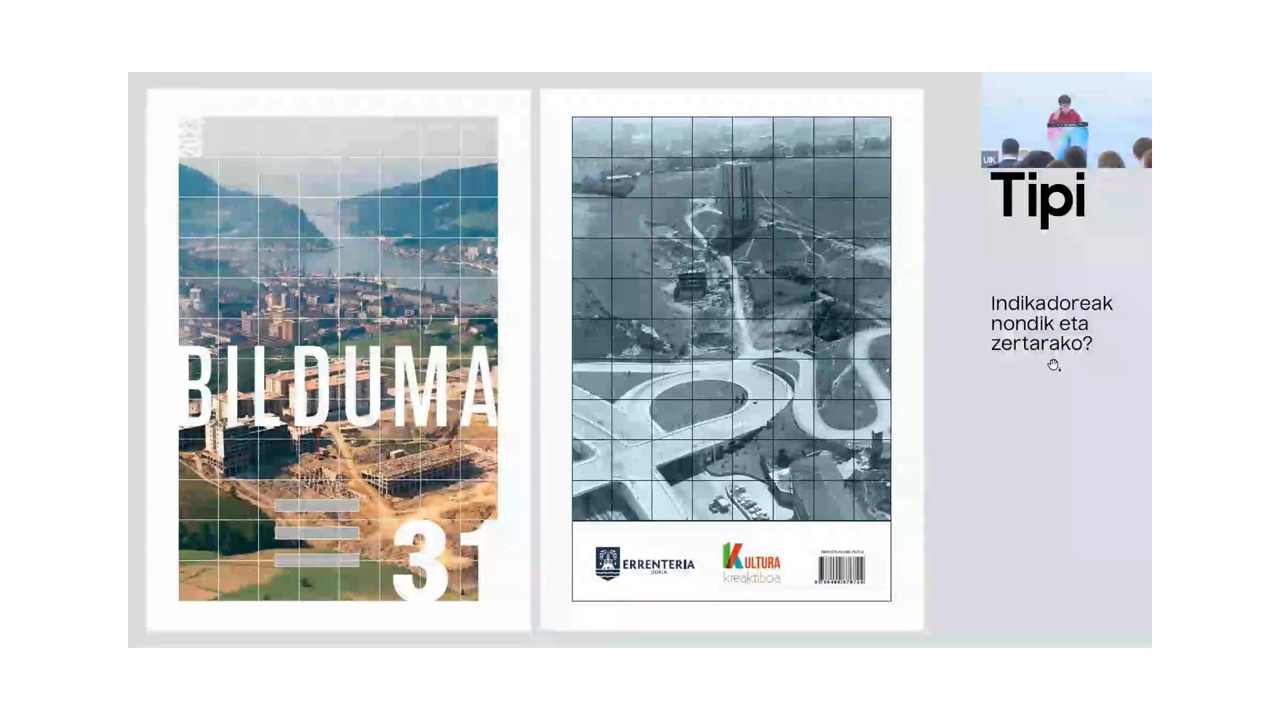 2023
BILDUMA
31
ERRENTERIA
UDALA
KULTURA
kreaktiboa
UIK
Tipi
Indikadoreak
nondik eta
zertarako?